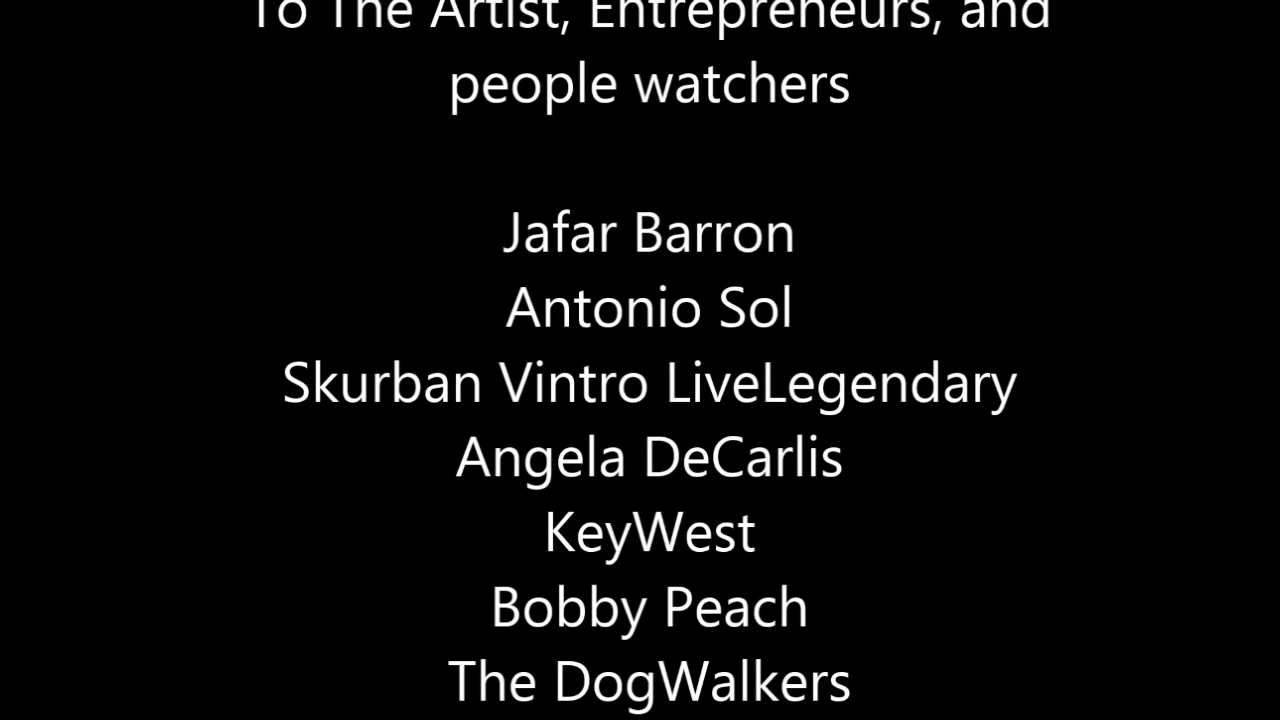 To The Artist, Entrepreneurs, and
people watchers
Jafar Barron
Antonio Sol
Skurban Vintro LiveLegendary
Angela DeCarlis
KeyWest
Bobby Peach
The DogWalkers